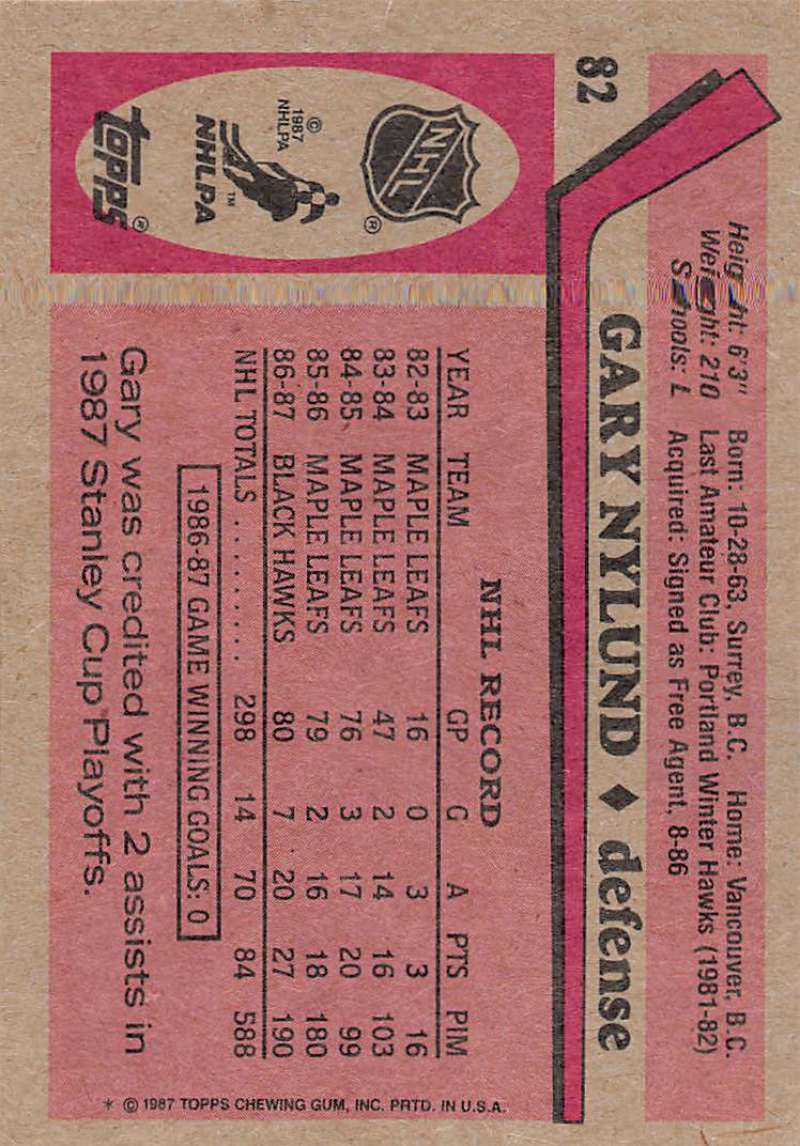 82
Height: 6'3" Born: 10-28-63, Surrey, B.C. Home: Vancouver, B.C.
Weight: 210 Last Amateur Club: Portland Winter Hawks (1981-82)
Shoots: L Acquired: Signed as Free Agent, 8-86
GARY NYLUND ♦ defense
NHL ®
© 1987 NHLPA
™
NHLPA
TOPPS ®
NHL RECORD
YEAR TEAM GP G A PTS PIM
82-83 MAPLE LEAFS 16 0 3 3 16
83-84 MAPLE LEAFS 47 2 14 16 103
84-85 MAPLE LEAFS 76 3 17 20 99
85-86 MAPLE LEAFS 79 2 16 18 180
86-87 BLACK HAWKS 80 7 20 27 190
NHL TOTALS .......... 298 14 70 84 588
1986-87 GAME WINNING GOALS: 0
Gary was credited with 2 assists in
1987 Stanley Cup Playoffs.
* © 1987 TOPPS CHEWING GUM, INC. PRTD. IN U.S.A.